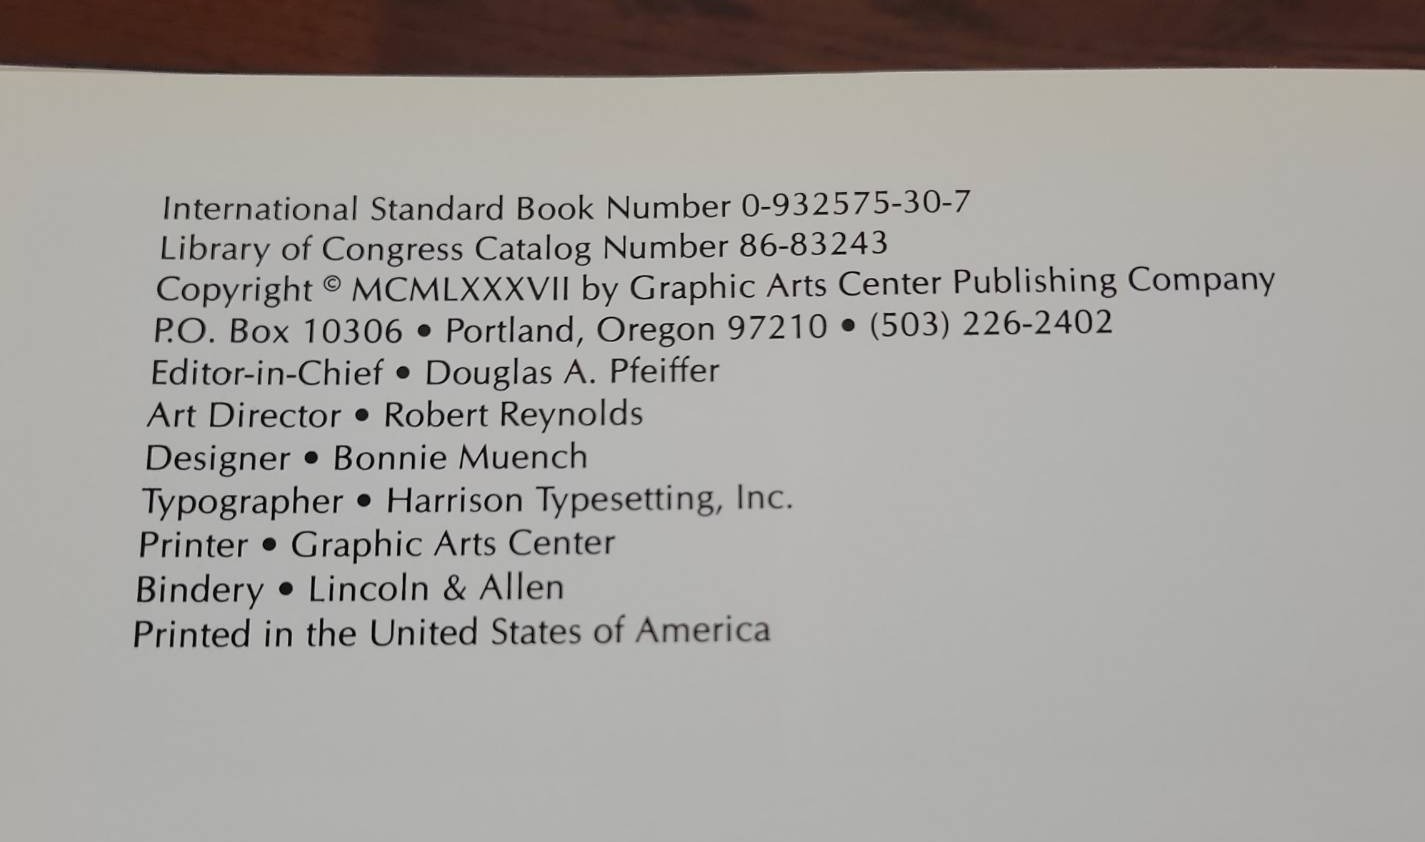 International Standard Book Number 0-932575-30-7
Library of Congress Catalog Number 86-83243
Copyright © MCMLXXXVII by Graphic Arts Center Publishing Company
P.O. Box 10306 • Portland, Oregon 97210 • (503) 226-2402
Editor-in-Chief • Douglas A. Pfeiffer
Art Director • Robert Reynolds
Designer • Bonnie Muench
Typographer • Harrison Typesetting, Inc.
Printer • Graphic Arts Center
Bindery • Lincoln & Allen
Printed in the United States of America